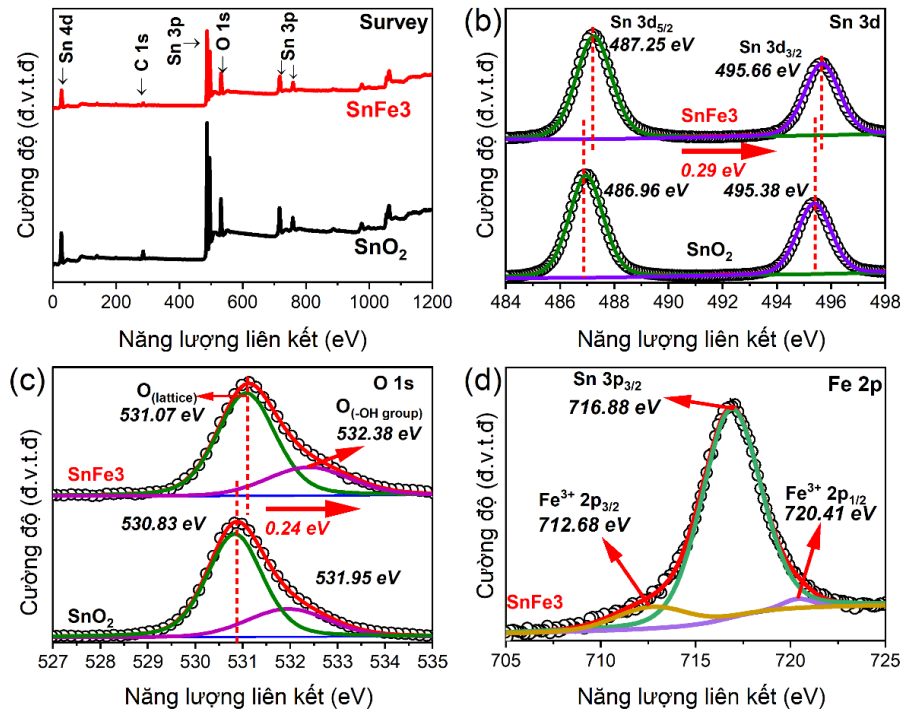 Survey
Sn 4d
C 1s
Sn 3p
O 1s
Sn 3p
SnFe3
SnO₂
Cường độ (đ.v.t.đ)
0 200 400 600 800 1000 1200
Năng lượng liên kết (eV)
(b)
Sn 3d
Sn 3d5/2
487.25 eV
Sn 3d3/2
495.66 eV
SnFe3
0.29 eV
486.96 eV
495.38 eV
SnO₂
Cường độ (đ.v.t.đ)
484 486 488 490 492 494 496 498
Năng lượng liên kết (eV)
(c)
O 1s
O(lattice)
531.07 eV
O(-OH group)
532.38 eV
SnFe3
530.83 eV
0.24 eV
531.95 eV
SnO₂
Cường độ (đ.v.t.đ)
527 528 529 530 531 532 533 534 535
Năng lượng liên kết (eV)
(d)
Fe 2p
Sn 3p3/2
716.88 eV
Fe³⁺ 2p3/2
712.68 eV
Fe³⁺ 2p1/2
720.41 eV
SnFe3
Cường độ (đ.v.t.đ)
705 710 715 720 725
Năng lượng liên kết (eV)